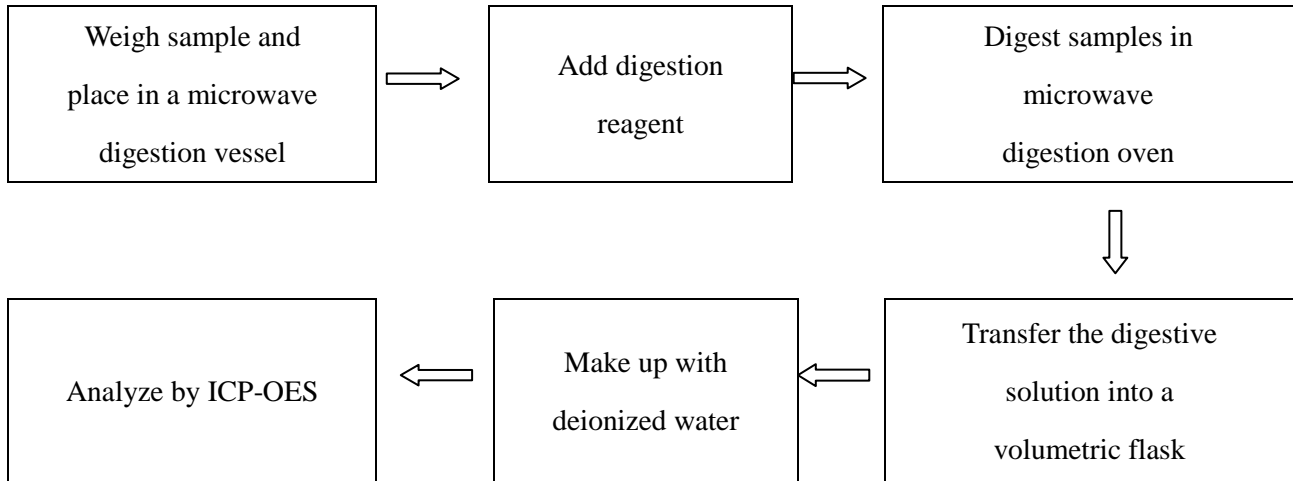 Weigh sample and
place in a microwave
digestion vessel
Add digestion
reagent
Digest samples in
microwave
digestion oven
Transfer the digestive
solution into a
volumetric flask
Make up with
deionized water
Analyze by ICP-OES